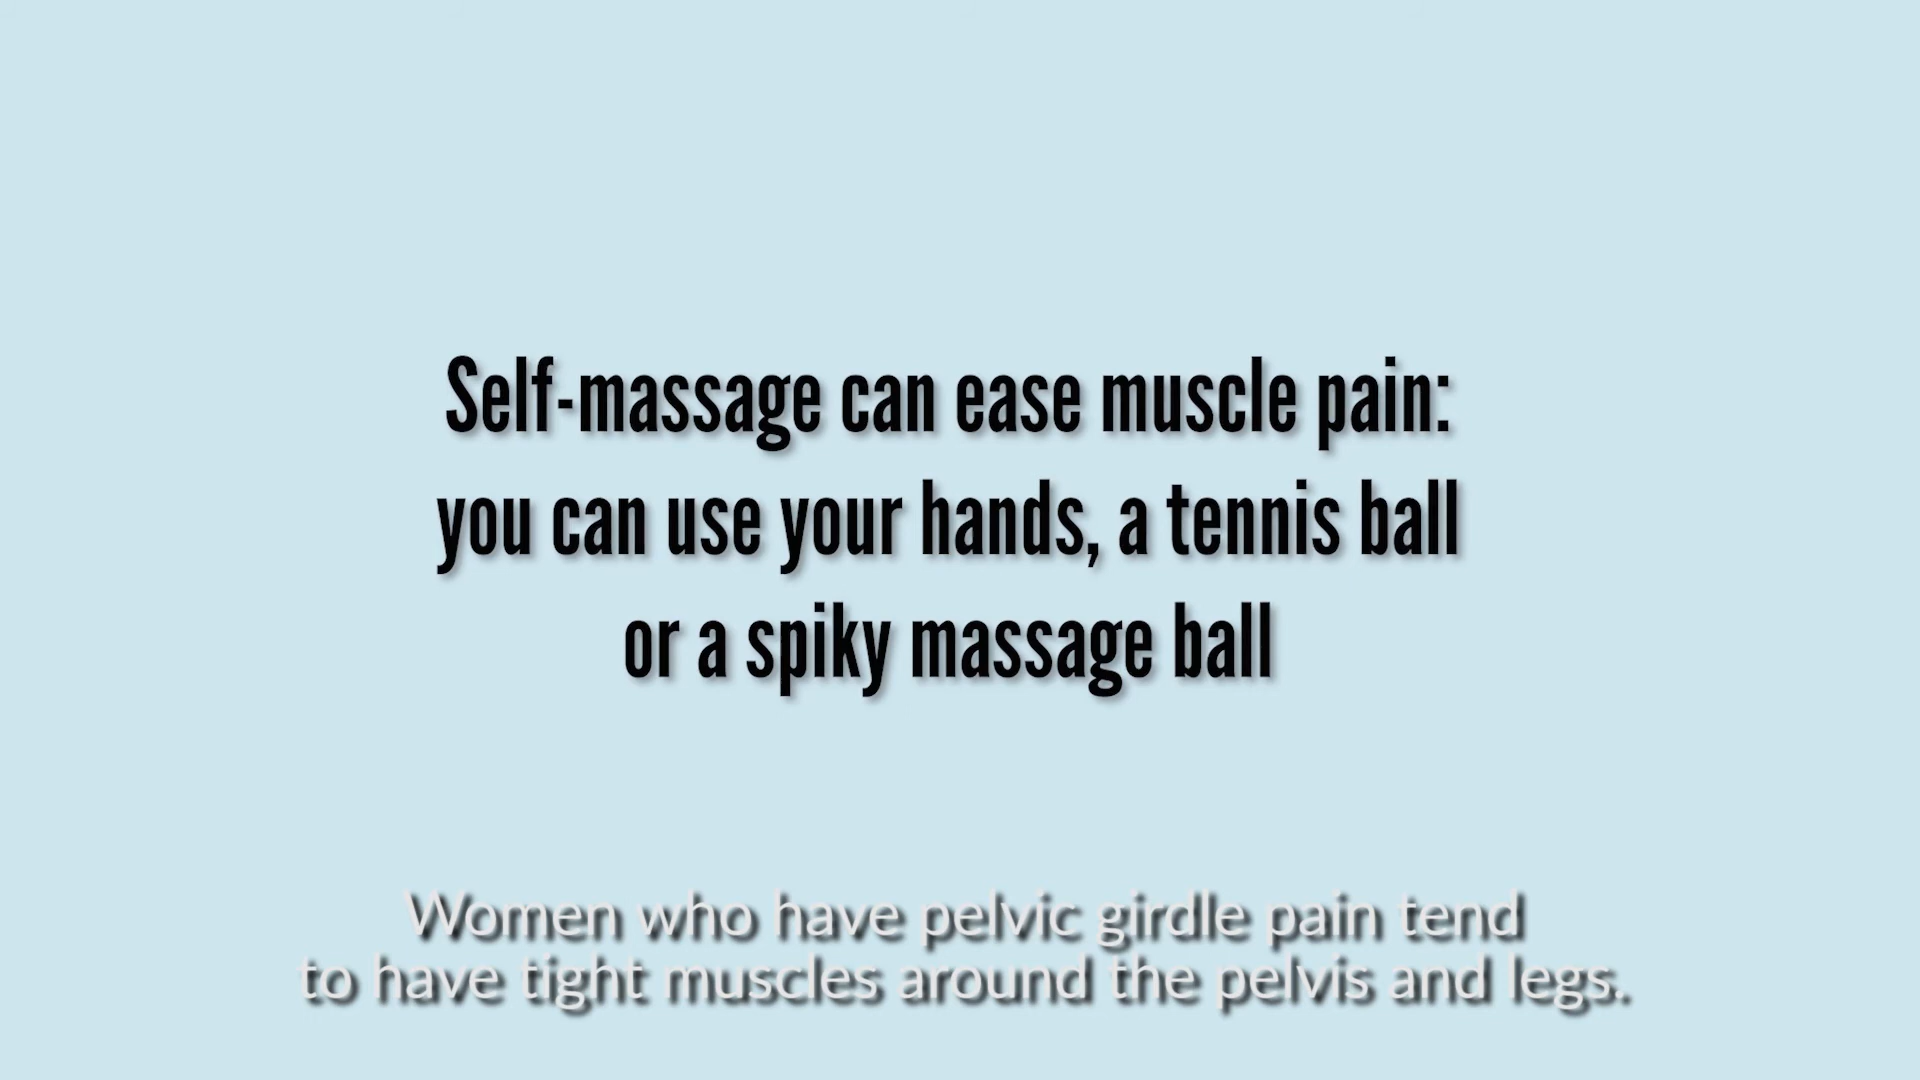 Self-massage can ease muscle pain:
you can use your hands, a tennis ball
or a spiky massage ball
Women who have pelvic girdle pain tend
to have tight muscles around the pelvis and legs.